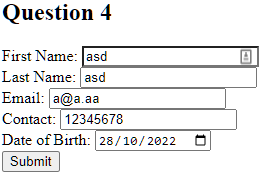 Question 4
First Name: asd
Last Name: asd
Email: a@a.aa
Contact: 12345678
Date of Birth: 28/10/2022
Submit